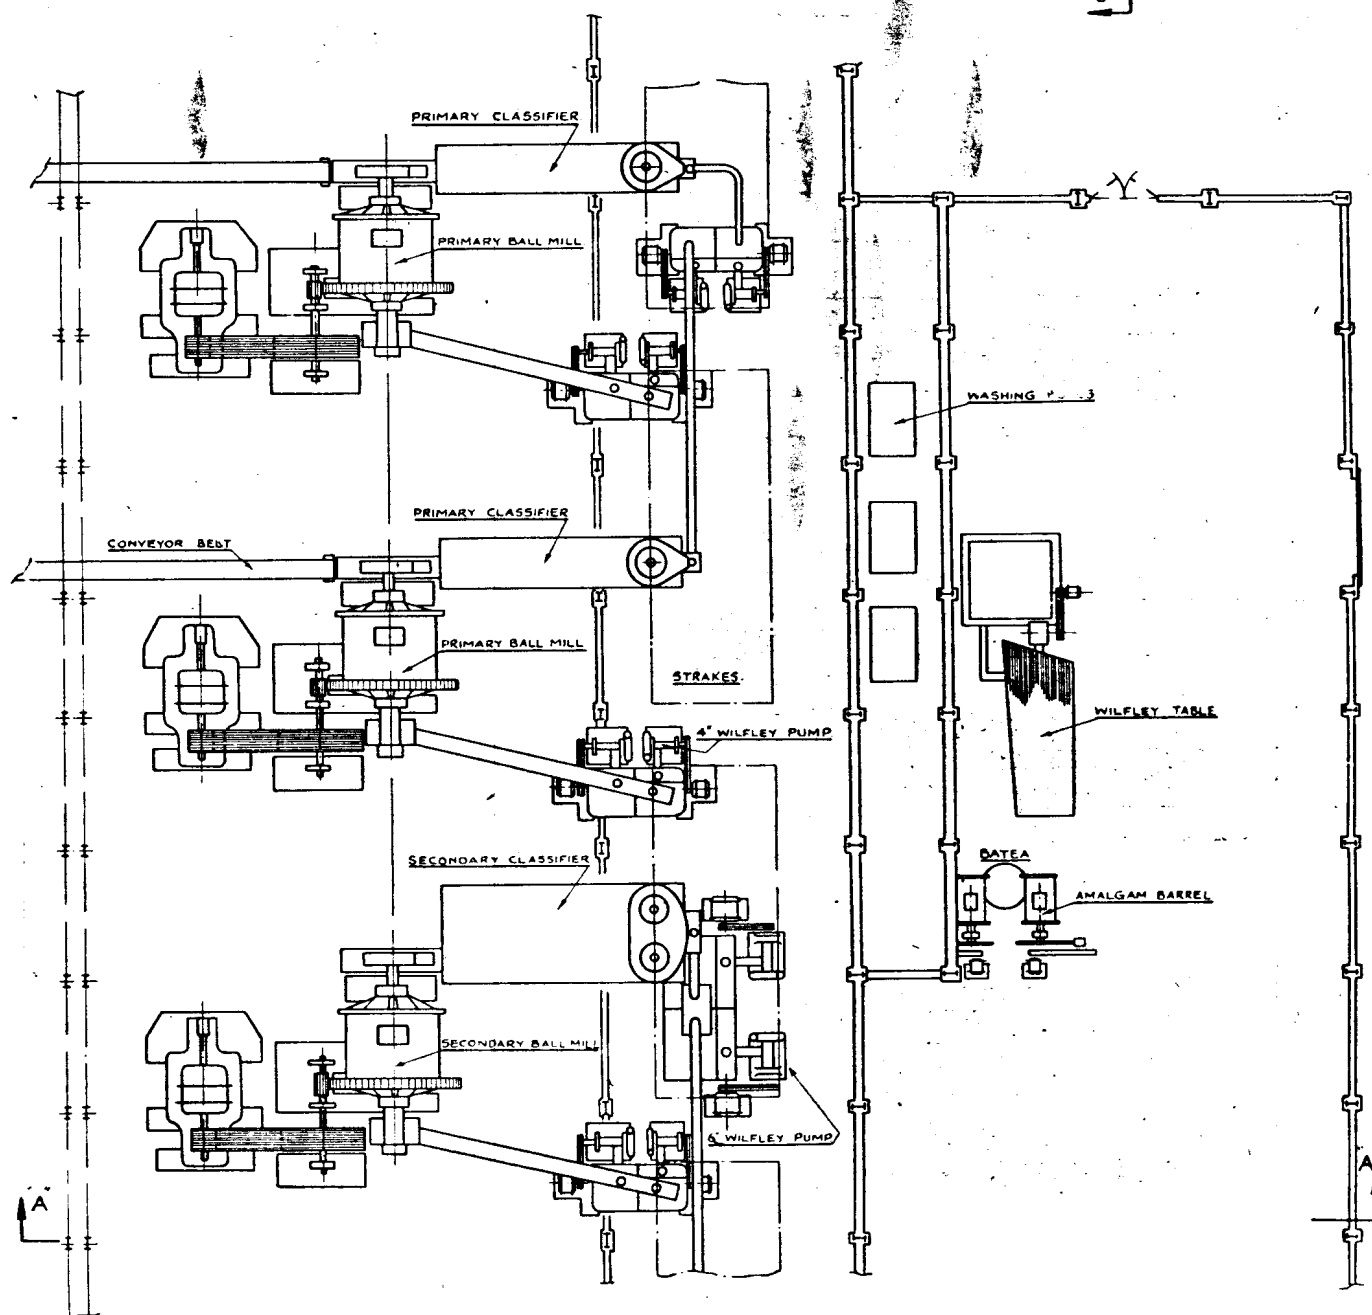 PRIMARY CLASSIFIER
PRIMARY BALL MILL
WASHING
PRIMARY CLASSIFIER
CONVEYOR BELT
PRIMARY BALL MILL
STRAKES.
4" WILFLEY PUMP
WILFLEY TABLE
SECONDARY CLASSIFIER
BATEA
AMALGAM BARREL
SECONDARY BALL MILL
6" WILFLEY PUMP
"A"
"A